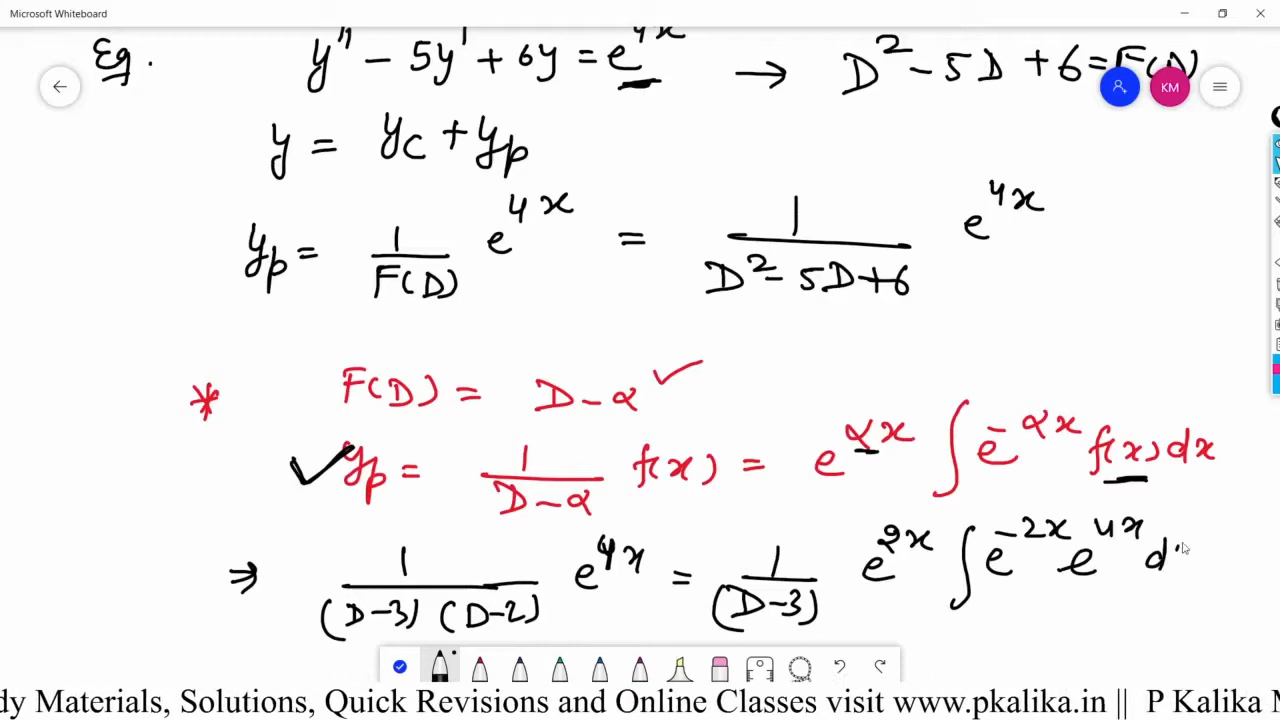 Microsoft Whiteboard
Eg. y'' - 5y' + 6y = e^4x → D² - 5D + 6 = F(D)
KM
y = yc + yp
yp = 1/F(D) e^4x = 1/(D² - 5D + 6) e^4x
* F(D) = D - α ✓
✓ yp = 1/(D - α) f(x) = e^αx ∫ e^-αx f(x) dx
⇒ 1/((D-3) (D-2)) e^4x = 1/(D-3) e^2x ∫ e^-2x e^4x d
dy Materials, Solutions, Quick Revisions and Online Classes visit www.pkalika.in || P Kalika M